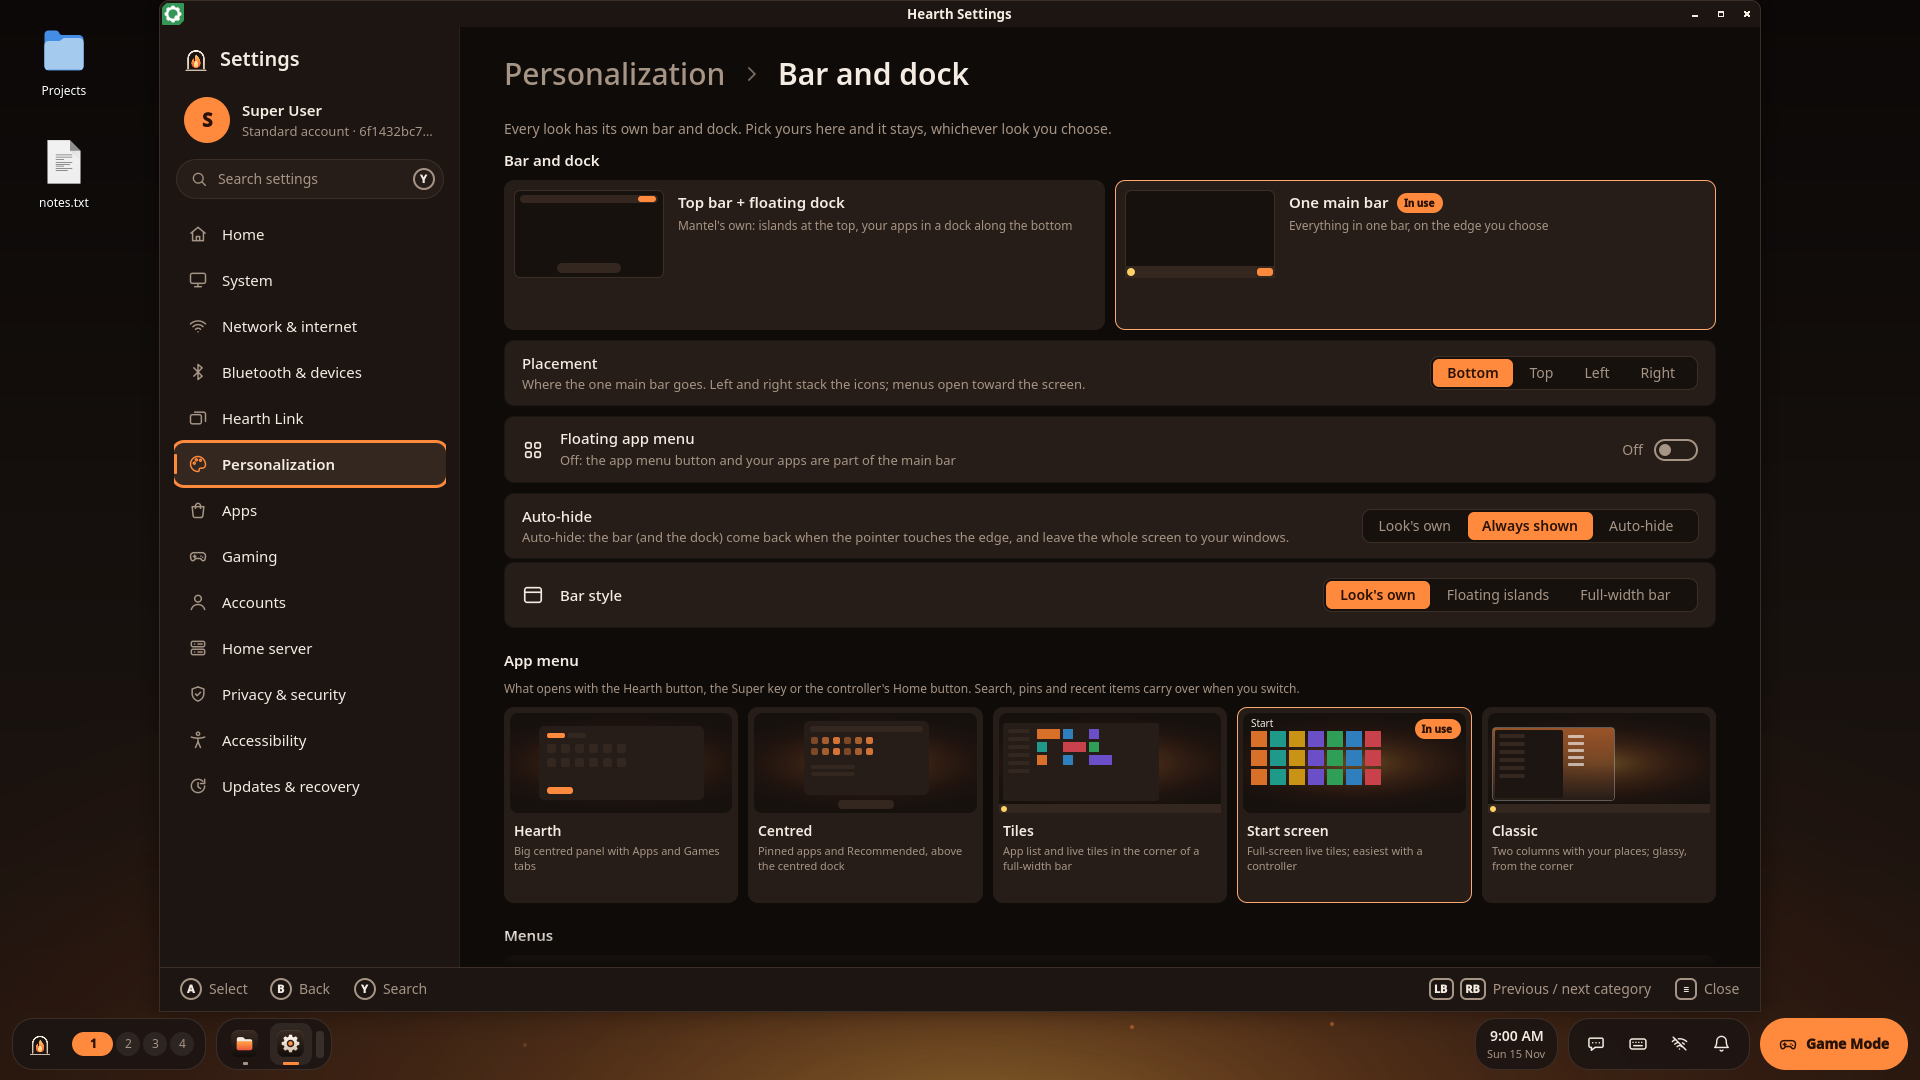 Projects
notes.txt
Hearth Settings
Settings
S
Super User
Standard account · 6f1432bc7...
Search settings
Y
Home
System
Network & internet
Bluetooth & devices
Hearth Link
Personalization
Apps
Gaming
Accounts
Home server
Privacy & security
Accessibility
Updates & recovery
Personalization > Bar and dock
Every look has its own bar and dock. Pick yours here and it stays, whichever look you choose.
Bar and dock
Top bar + floating dock
Mantel's own: islands at the top, your apps in a dock along the bottom
One main bar In use
Everything in one bar, on the edge you choose
Placement
Where the one main bar goes. Left and right stack the icons; menus open toward the screen.
Bottom Top Left Right
Floating app menu
Off: the app menu button and your apps are part of the main bar
Off
Auto-hide
Auto-hide: the bar (and the dock) come back when the pointer touches the edge, and leave the whole screen to your windows.
Look's own Always shown Auto-hide
Bar style
Look's own Floating islands Full-width bar
App menu
What opens with the Hearth button, the Super key or the controller's Home button. Search, pins and recent items carry over when you switch.
Hearth
Big centred panel with Apps and Games
tabs
Centred
Pinned apps and Recommended, above
the centred dock
Tiles
App list and live tiles in the corner of a
full-width bar
Start
In use
Start screen
Full-screen live tiles; easiest with a
controller
Classic
Two columns with your places; glassy,
from the corner
Menus
A Select B Back Y Search
LB RB Previous / next category Close
1 2 3 4
9:00 AM
Sun 15 Nov
Game Mode